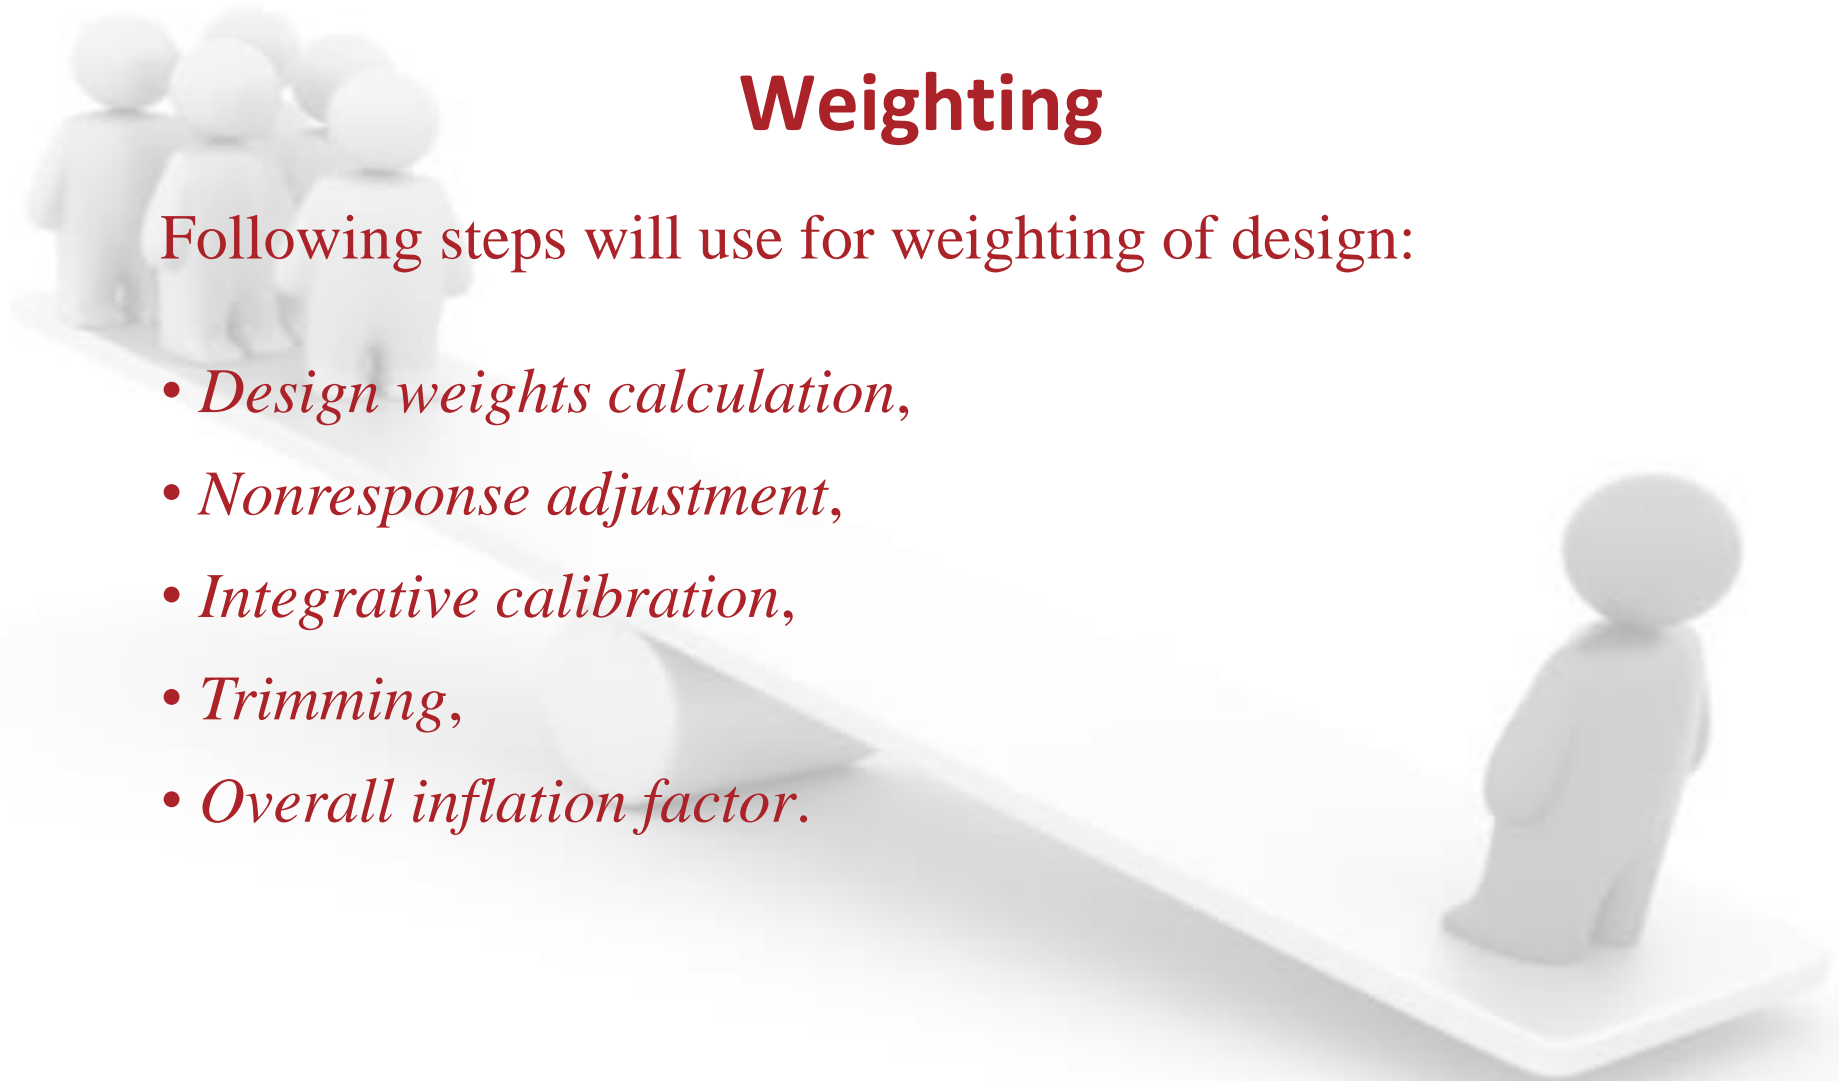 Weighting
Following steps will use for weighting of design:
• Design weights calculation,
• Nonresponse adjustment,
• Integrative calibration,
• Trimming,
• Overall inflation factor.